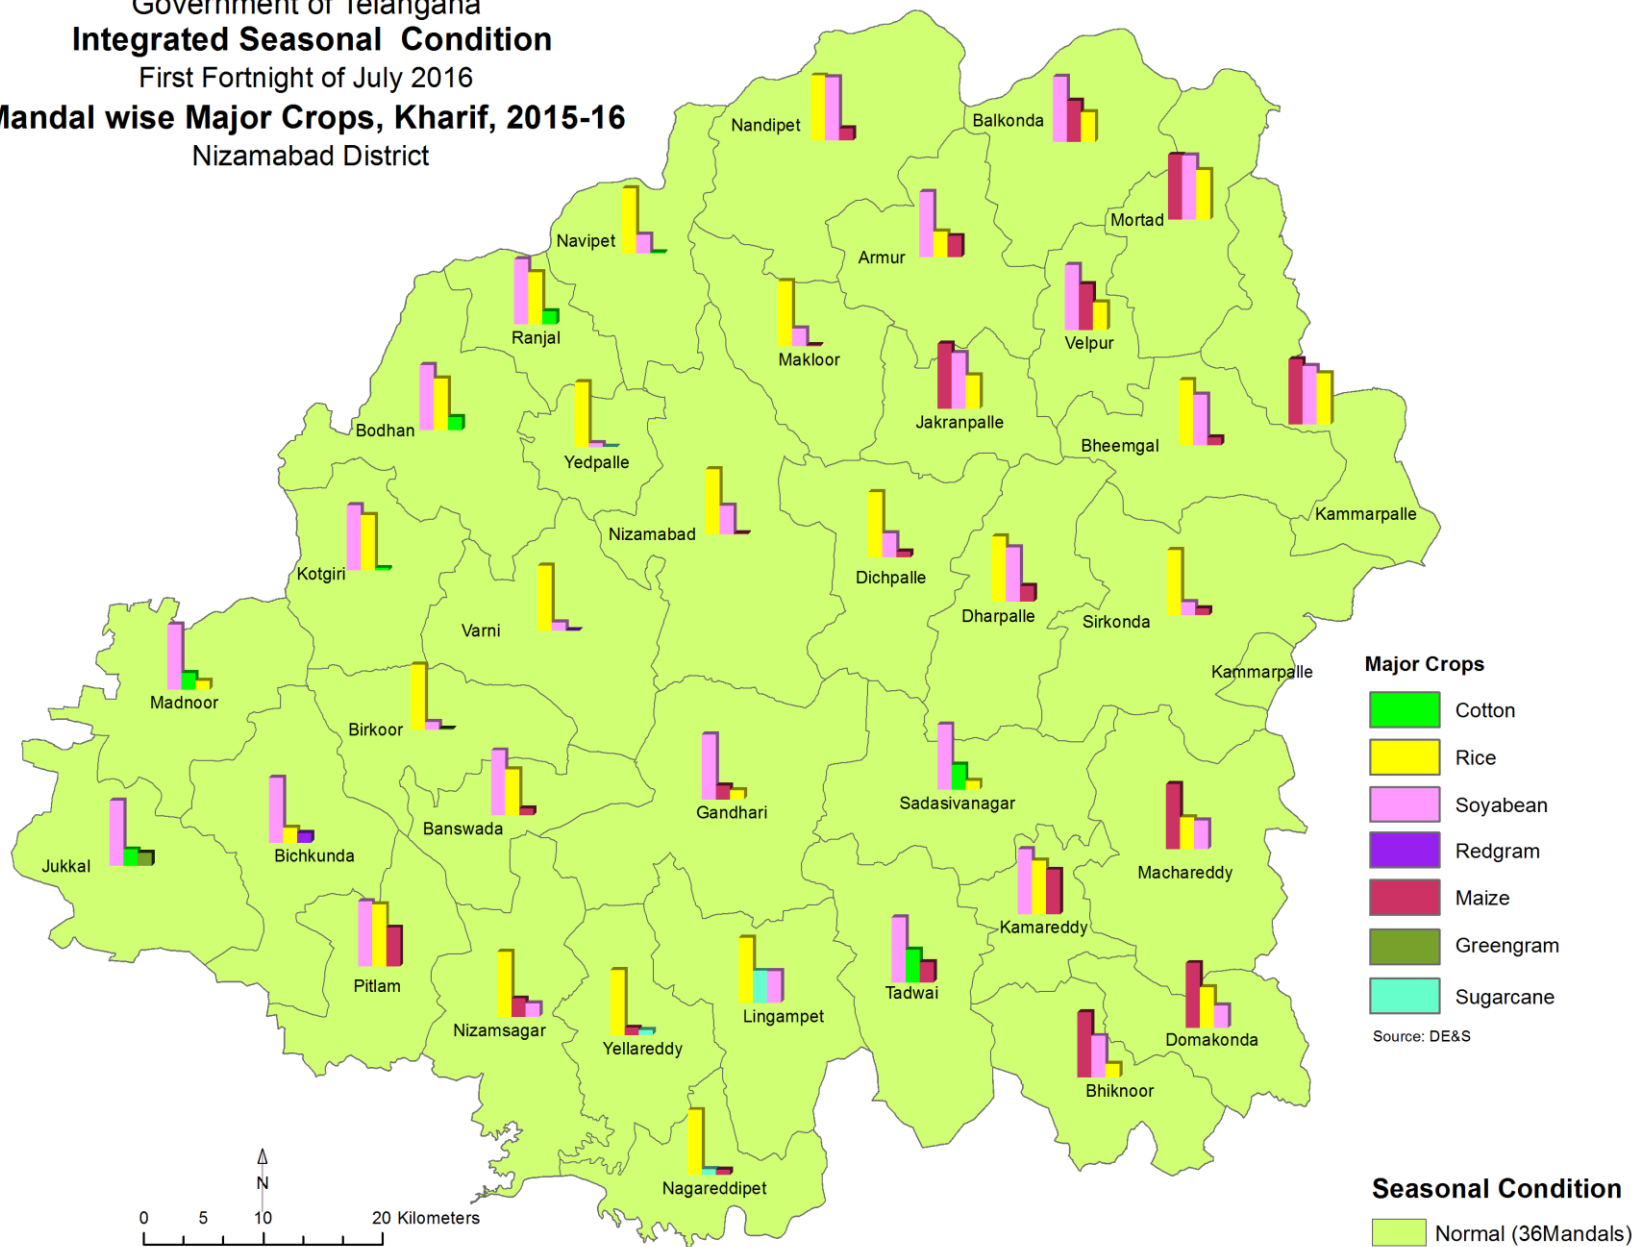 Government of Telangana
Integrated Seasonal Condition
First Fortnight of July 2016
Mandal wise Major Crops, Kharif, 2015-16
Nizamabad District
Nandipet
Balkonda
Mortad
Navipet
Armur
Ranjal
Makloor
Velpur
Jakranpalle
Bodhan
Yedpalle
Bheemgal
Kammarpalle
Nizamabad
Kotgiri
Dichpalle
Dharpalle
Sirkonda
Varni
Kammarpalle
Madnoor
Birkoor
Gandhari
Sadasivanagar
Banswada
Jukkal
Bichkunda
Machareddy
Kamareddy
Pitlam
Tadwai
Nizamsagar
Lingampet
Yellareddy
Domakonda
Bhiknoor
Nagareddipet
Major Crops
Cotton
Rice
Soyabean
Redgram
Maize
Greengram
Sugarcane
Source: DE&S
N
0 5 10 20 Kilometers
Seasonal Condition
Normal (36Mandals)